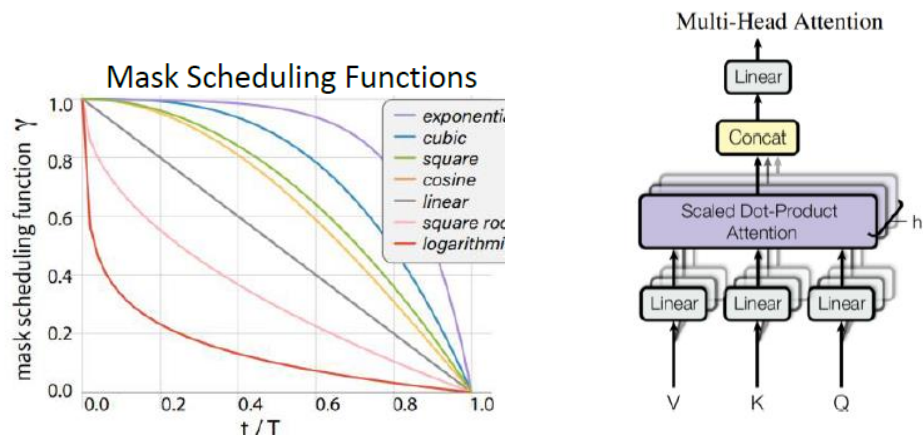 Mask Scheduling Functions
mask scheduling function γ
1.0
0.8
0.6
0.4
0.2
0.0
0.0 0.2 0.4 0.6 0.8 1.0
t / T
exponentia
cubic
square
cosine
linear
square roo
logarithmi
Multi-Head Attention
Linear
Concat
Scaled Dot-Product
Attention
h
Linear Linear Linear
V K Q